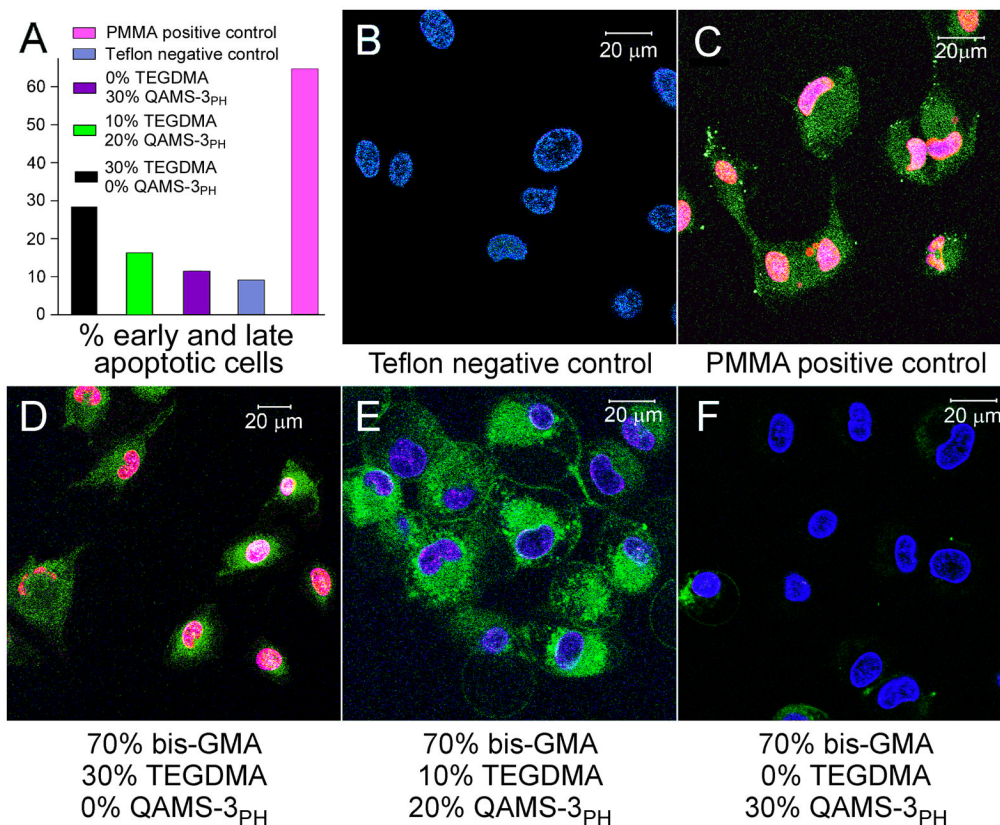 A
PMMA positive control
Teflon negative control
0% TEGDMA
30% QAMS-3PH
10% TEGDMA
20% QAMS-3PH
30% TEGDMA
0% QAMS-3PH
60
50
40
30
20
10
0
% early and late
apoptotic cells
B
20 µm
Teflon negative control
C
20 µm
PMMA positive control
D
20 µm
70% bis-GMA
30% TEGDMA
0% QAMS-3PH
E
20 µm
70% bis-GMA
10% TEGDMA
20% QAMS-3PH
F
20 µm
70% bis-GMA
0% TEGDMA
30% QAMS-3PH